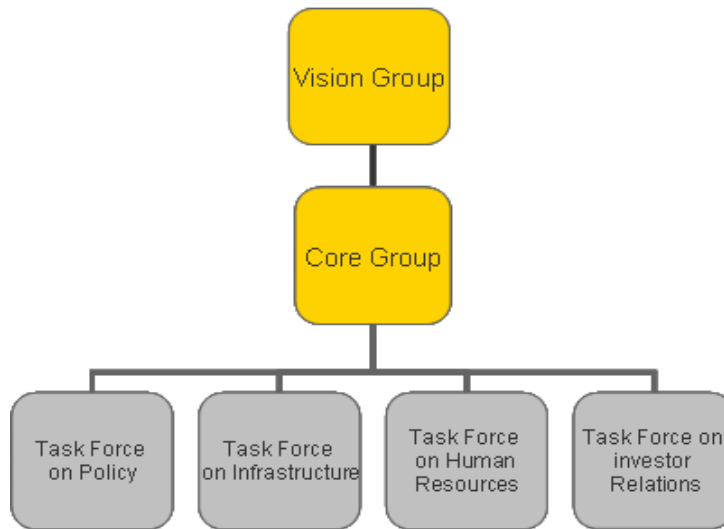 Vision Group
Core Group
Task Force
on Policy
Task Force
on Infrastructure
Task Force
on Human
Resources
Task Force on
investor
Relations